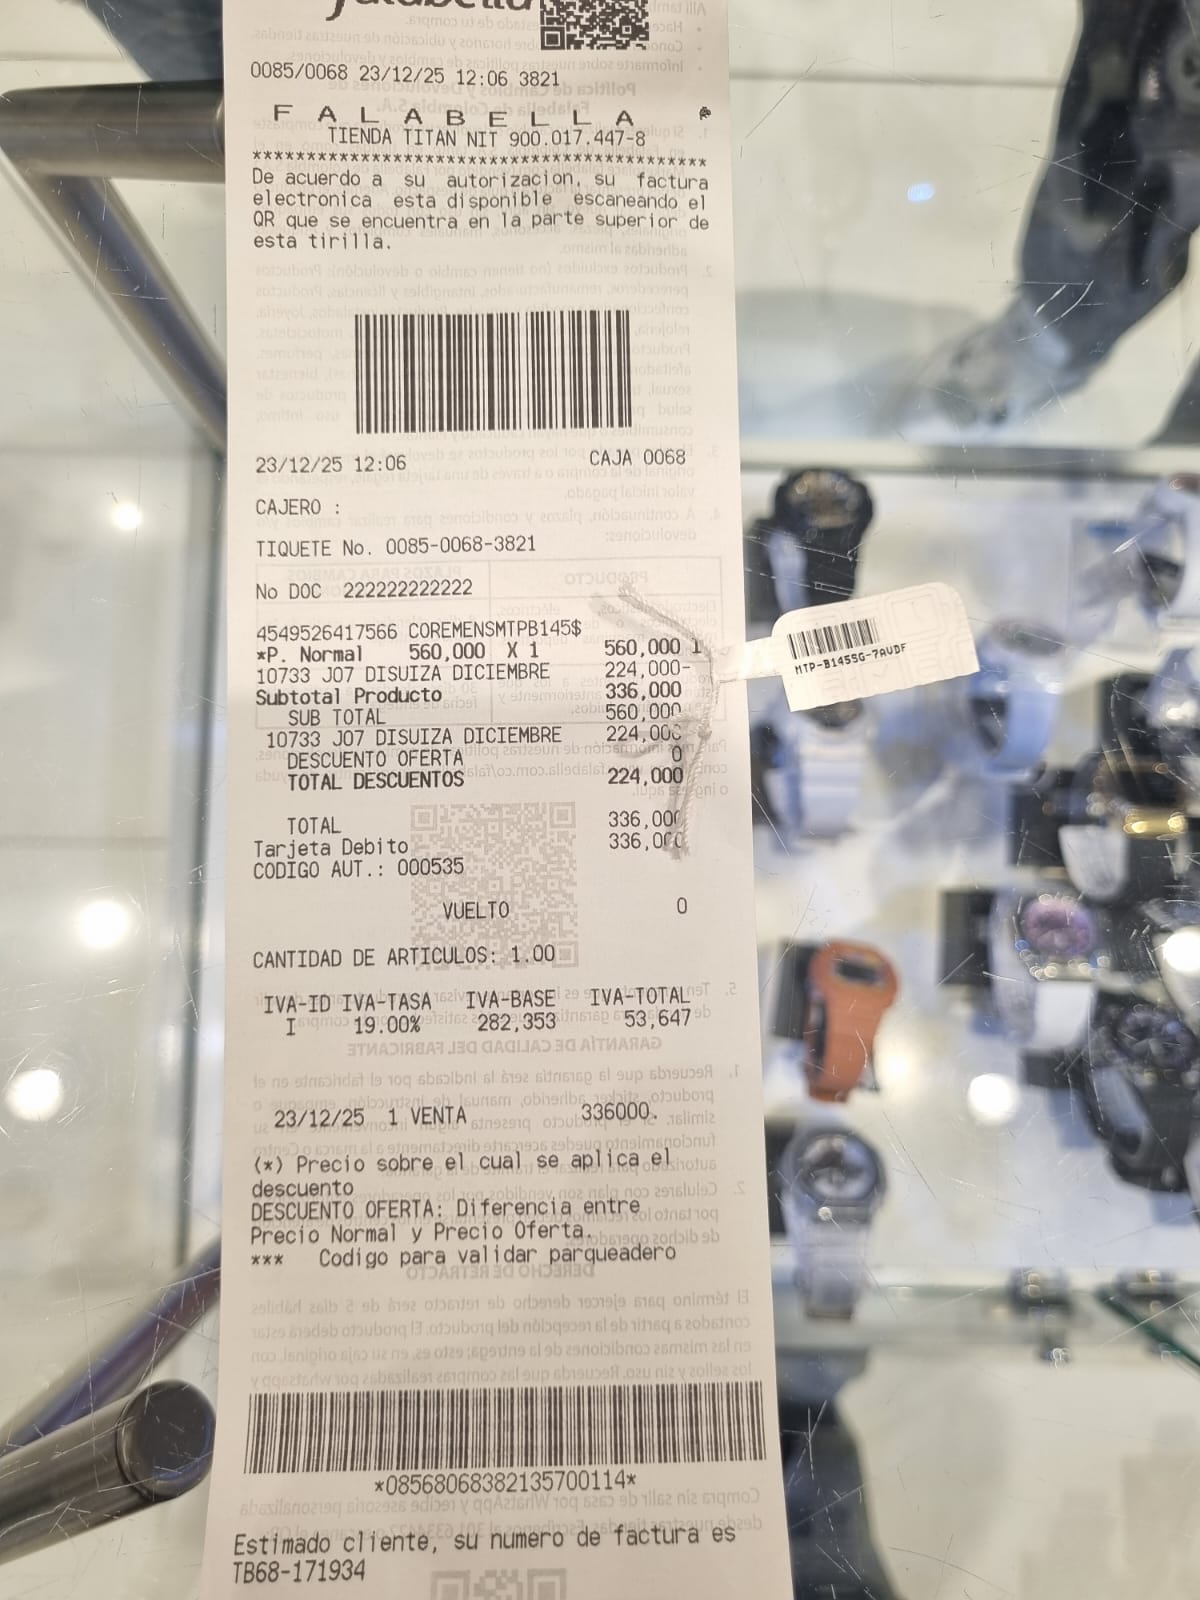 falabella
0085/0068 23/12/25 12:06 3821
F A L A B E L L A
TIENDA TITAN NIT 900.017.447-8
*******************************************
De acuerdo a su autorizacion, su factura
electronica esta disponible escaneando el
QR que se encuentra en la parte superior de
esta tirilla.
23/12/25 12:06 CAJA 0068
CAJERO :
TIQUETE No. 0085-0068-3821
No DOC 222222222222
4549526417566 COREMENSMTPB145$
*P. Normal 560,000 X 1 560,000 1
10733 J07 DISUIZA DICIEMBRE 224,000-
Subtotal Producto 336,000
SUB TOTAL 560,000
10733 J07 DISUIZA DICIEMBRE 224,000
DESCUENTO OFERTA 0
TOTAL DESCUENTOS 224,000
TOTAL 336,000
Tarjeta Debito 336,000
CODIGO AUT.: 000535
VUELTO 0
CANTIDAD DE ARTICULOS: 1.00
IVA-ID IVA-TASA IVA-BASE IVA-TOTAL
I 19.00% 282,353 53,647
23/12/25 1 VENTA 336000.
(*) Precio sobre el cual se aplica el
descuento
DESCUENTO OFERTA: Diferencia entre
Precio Normal y Precio Oferta.
*** Codigo para validar parqueadero
*08568068382135700114*
Estimado cliente, su numero de factura es
TB68-171934
MTP-B145SG-7AVDF